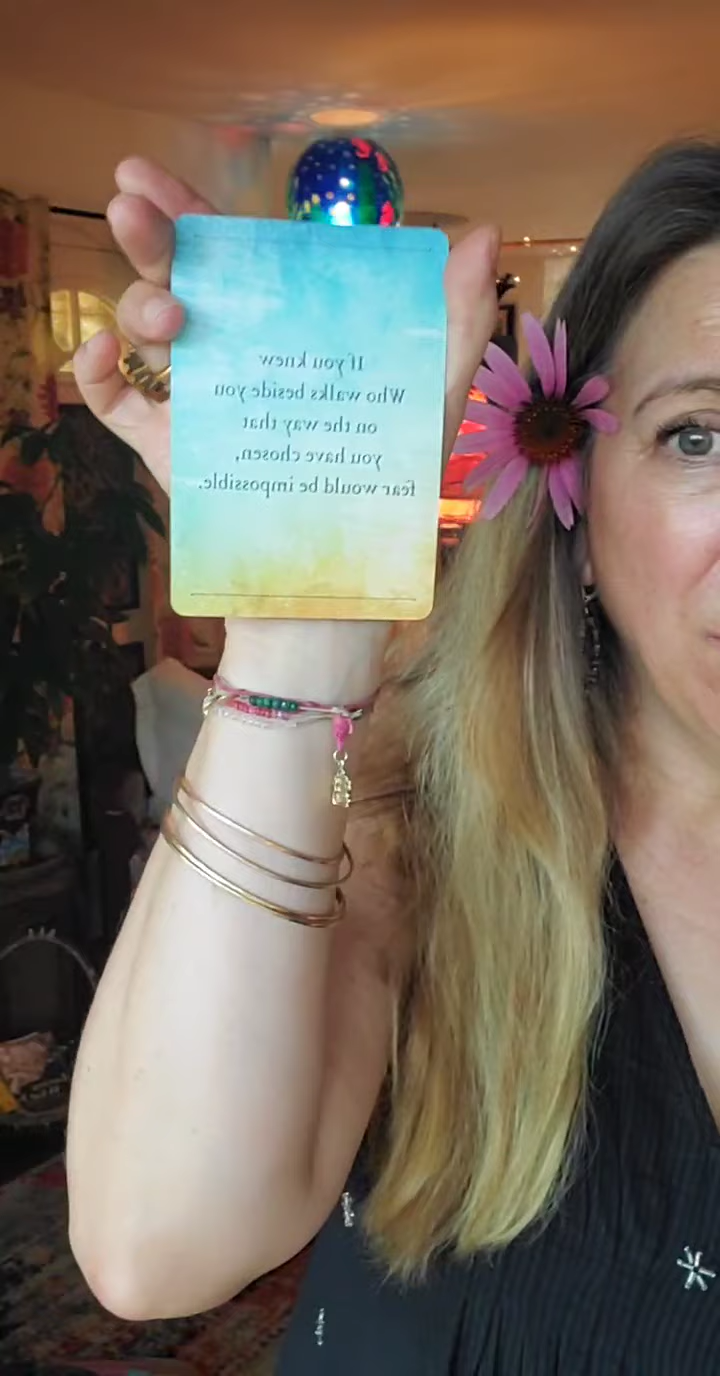 If you knew
Who walks beside you
on the way that
you have chosen,
fear would be impossible.